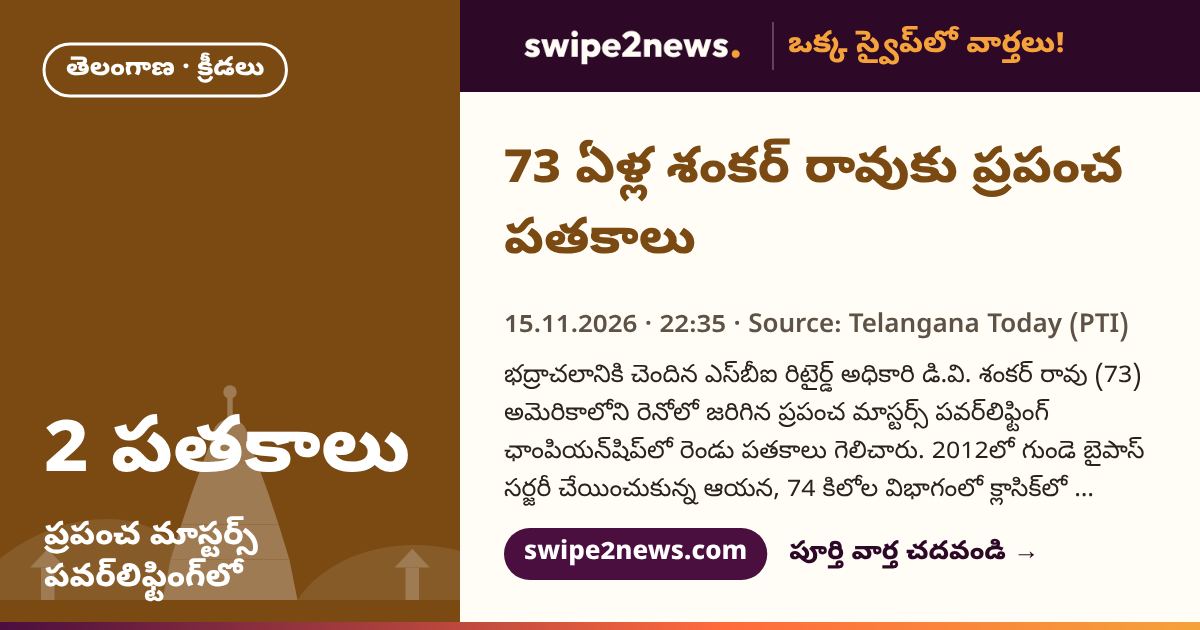 తెలంగాణ · క్రీడలు
2 పతకాలు
ప్రపంచ మాస్టర్స్
పవర్‌లిఫ్టింగ్‌లో
swipe2news.
ఒక్క స్వైప్‌లో వార్తలు!
73 ఏళ్ల శంకర్ రావుకు ప్రపంచ
పతకాలు
15.11.2026 · 22:35 · Source: Telangana Today (PTI)
భద్రాచలానికి చెందిన ఎస్‌బీఐ రిటైర్డ్ అధికారి డి.వి. శంకర్ రావు (73)
అమెరికాలోని రెనోలో జరిగిన ప్రపంచ మాస్టర్స్ పవర్‌లిఫ్టింగ్
ఛాంపియన్‌షిప్‌లో రెండు పతకాలు గెలిచారు. 2012లో గుండె బైపాస్
సర్జరీ చేయించుకున్న ఆయన, 74 కిలోల విభాగంలో క్లాసిక్‌లో ...
swipe2news.com
పూర్తి వార్త చదవండి →